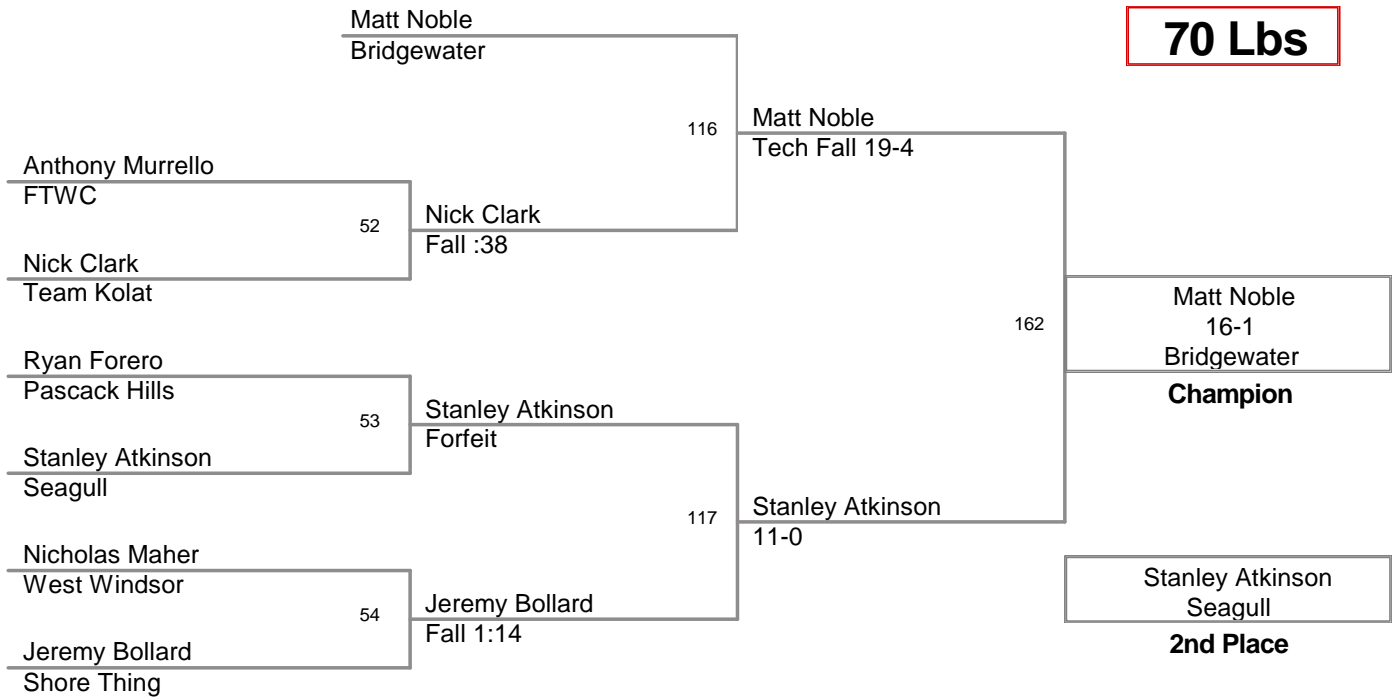 Matt Noble
Bridgewater
70 Lbs
116
Matt Noble
Tech Fall 19-4
Anthony Murrello
FTWC
52
Nick Clark
Fall :38
Nick Clark
Team Kolat
162
Matt Noble
16-1
Bridgewater
Champion
Ryan Forero
Pascack Hills
53
Stanley Atkinson
Forfeit
Stanley Atkinson
Seagull
117
Stanley Atkinson
11-0
Nicholas Maher
West Windsor
54
Jeremy Bollard
Fall 1:14
Jeremy Bollard
Shore Thing
Stanley Atkinson
Seagull
2nd Place